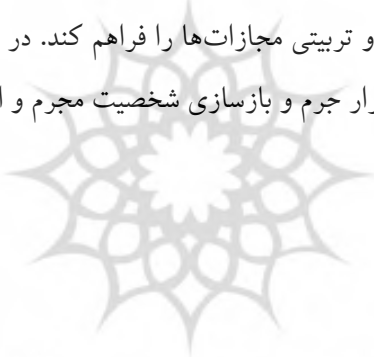 و تربیتی مجازات‌ها را فراهم کند. در
رار جرم و بازسازی شخصیت مجرم و ا